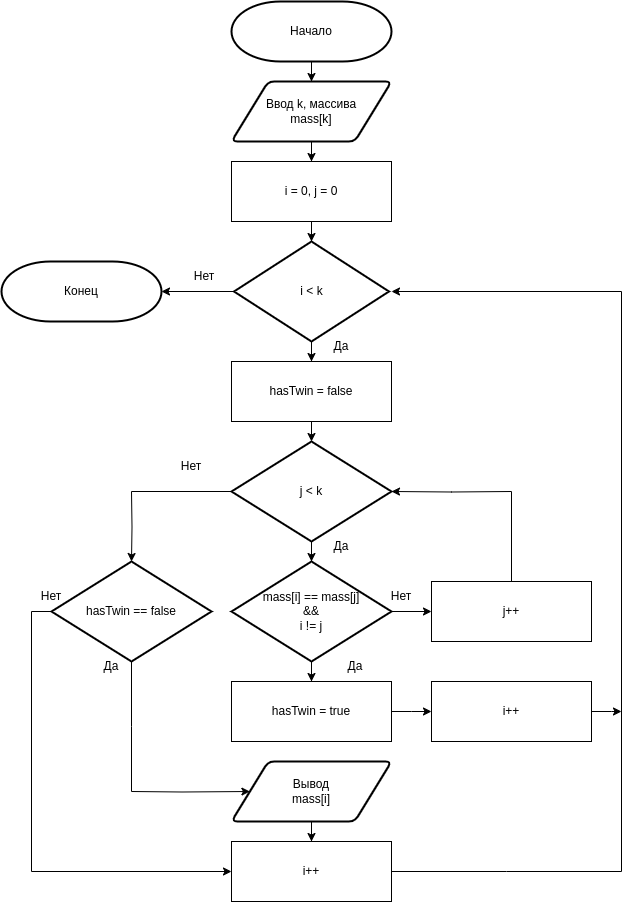 Начало
Ввод k, массива
mass[k]
i = 0, j = 0
Нет
Конец
i < k
Да
hasTwin = false
Нет
j < k
Да
Нет
hasTwin == false
mass[i] == mass[j]
&&
i != j
Нет
j++
Да
Да
hasTwin = true
i++
Вывод
mass[i]
i++